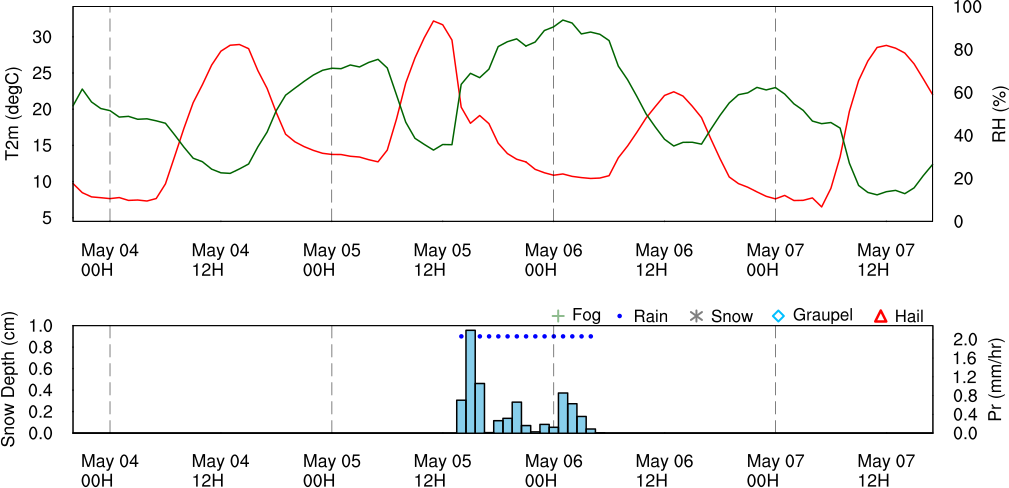 T2m (degC)
30
25
20
15
10
5
RH (%)
100
80
60
40
20
0
May 04 May 04 May 05 May 05 May 06 May 06 May 07 May 07
00H 12H 00H 12H 00H 12H 00H 12H
Fog Rain Snow Graupel Hail
Snow Depth (cm)
1.0
0.8
0.6
0.4
0.2
0.0
Pr (mm/hr)
2.0
1.6
1.2
0.8
0.4
0.0
May 04 May 04 May 05 May 05 May 06 May 06 May 07 May 07
00H 12H 00H 12H 00H 12H 00H 12H